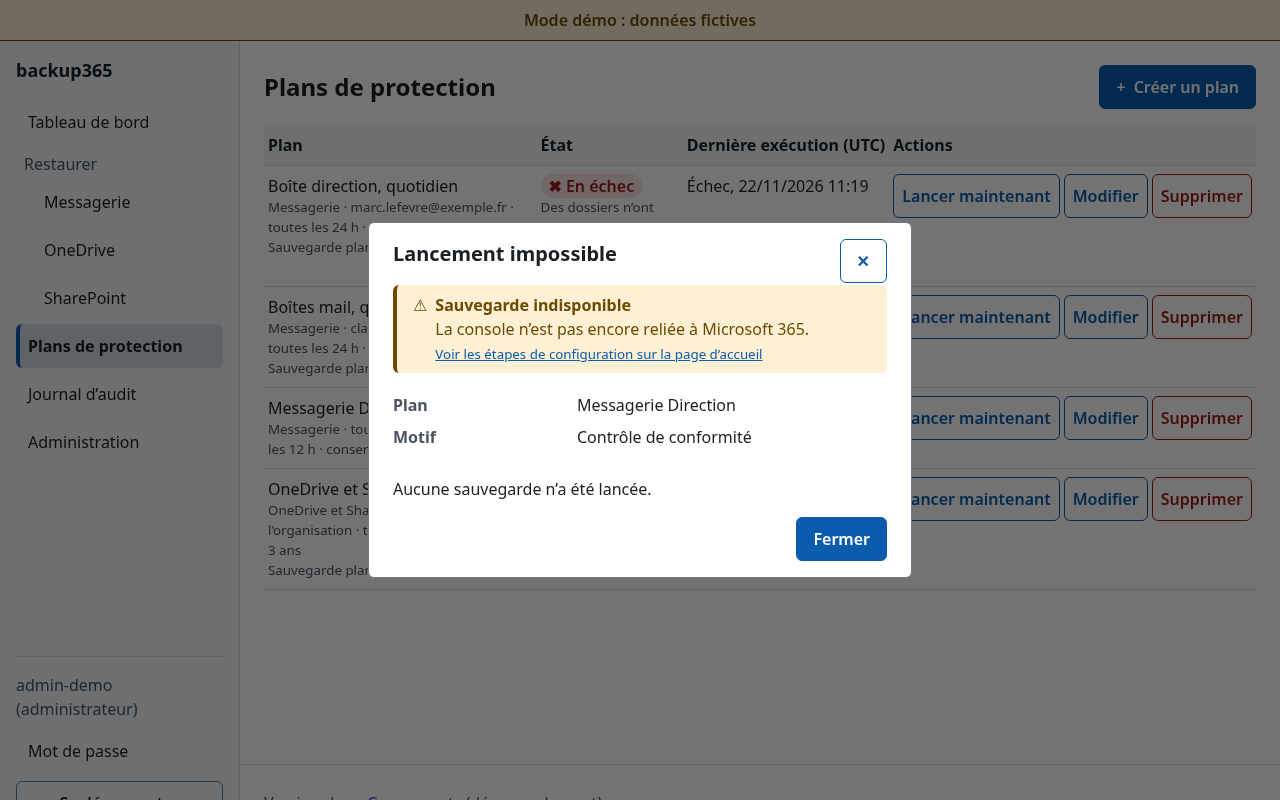 Mode démo : données fictives
backup365
Tableau de bord
Restaurer
Messagerie
OneDrive
SharePoint
Plans de protection
Journal d’audit
Administration
admin-demo
(administrateur)
Mot de passe
Plans de protection
+ Créer un plan
Plan État Dernière exécution (UTC) Actions
Boîte direction, quotidien ✖ En échec Échec, 22/11/2026 11:19 Lancer maintenant Modifier Supprimer
Messagerie · marc.lefevre@exemple.fr · Des dossiers n’ont
toutes les 24 h ·
Sauvegarde
Boîtes mail, Modifier Supprimer
Messagerie ·
toutes les 24 h ·
Sauvegarde
Messagerie maintenant Modifier Supprimer
Messagerie ·
les 12 h ·
OneDrive et maintenant Modifier Supprimer
OneDrive et
l’organisation ·
3 ans
Sauvegarde
Lancement impossible
×
⚠ Sauvegarde indisponible
La console n’est pas encore reliée à Microsoft 365.
Voir les étapes de configuration sur la page d’accueil
Plan Messagerie Direction
Motif Contrôle de conformité
Aucune sauvegarde n’a été lancée.
Fermer